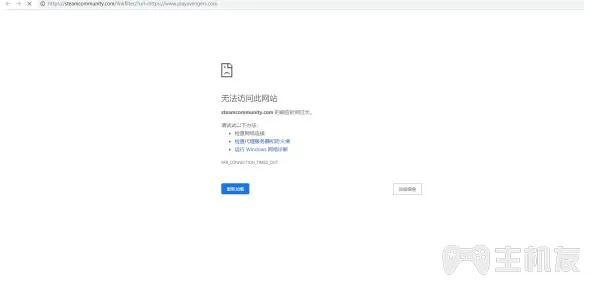 https://steamcommunity.com/linkfilter/?url=https://www.playavengers.com
无法访问此网站
steamcommunity.com 的响应时间过长。
请试试以下办法：
检查网络连接
检查代理服务器和防火墙
运行 Windows 网络诊断
ERR_CONNECTION_TIMED_OUT
重新加载
详细信息
主机友